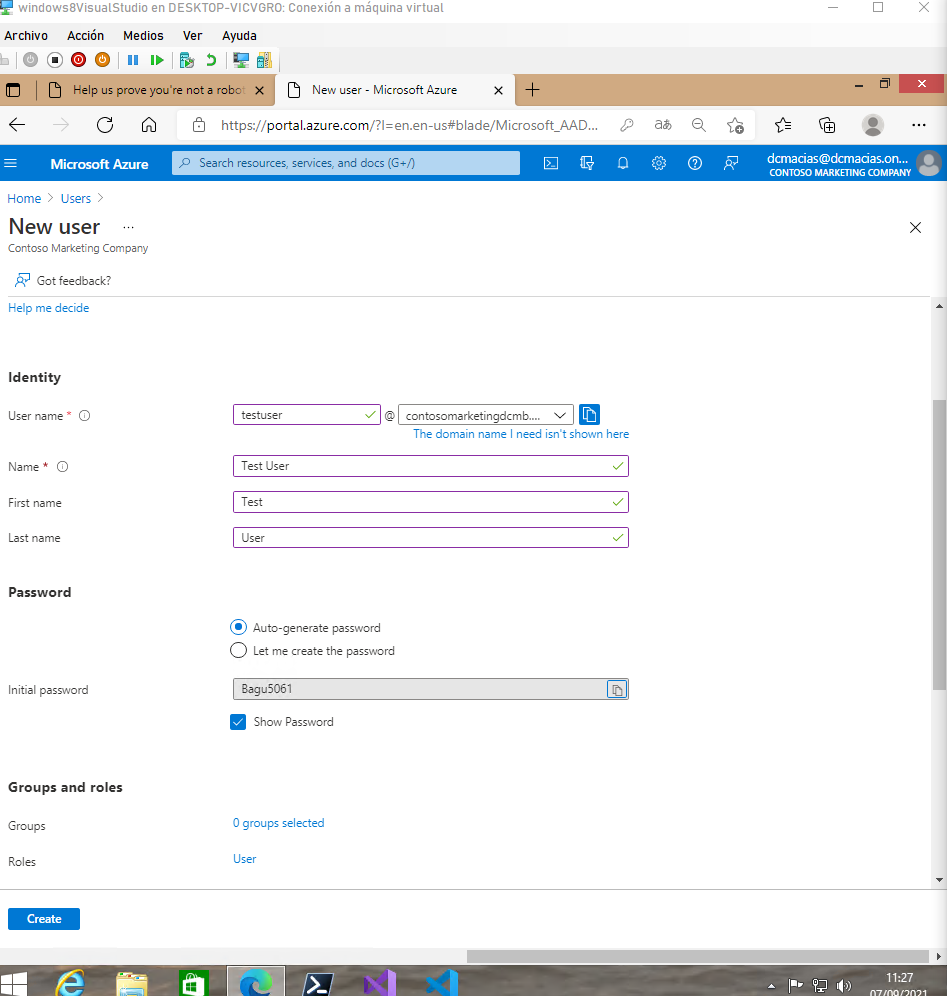 windows8VisualStudio en DESKTOP-VICVGRO: Conexión a máquina virtual
Archivo Acción Medios Ver Ayuda
Help us prove you're not a robot New user - Microsoft Azure
https://portal.azure.com/?l=en.en-us#blade/Microsoft_AAD...
Microsoft Azure Search resources, services, and docs (G+/) dcmacias@dcmacias.on...
CONTOSO MARKETING COMPANY
Home > Users >
New user ...
Contoso Marketing Company
Got feedback?
Help me decide
Identity
User name * testuser @ contosomarketingdcmb....
The domain name I need isn't shown here
Name * Test User
First name Test
Last name User
Password
Auto-generate password
Let me create the password
Initial password Bagu5061
Show Password
Groups and roles
Groups 0 groups selected
Roles User
Create
11:27
07/09/2021